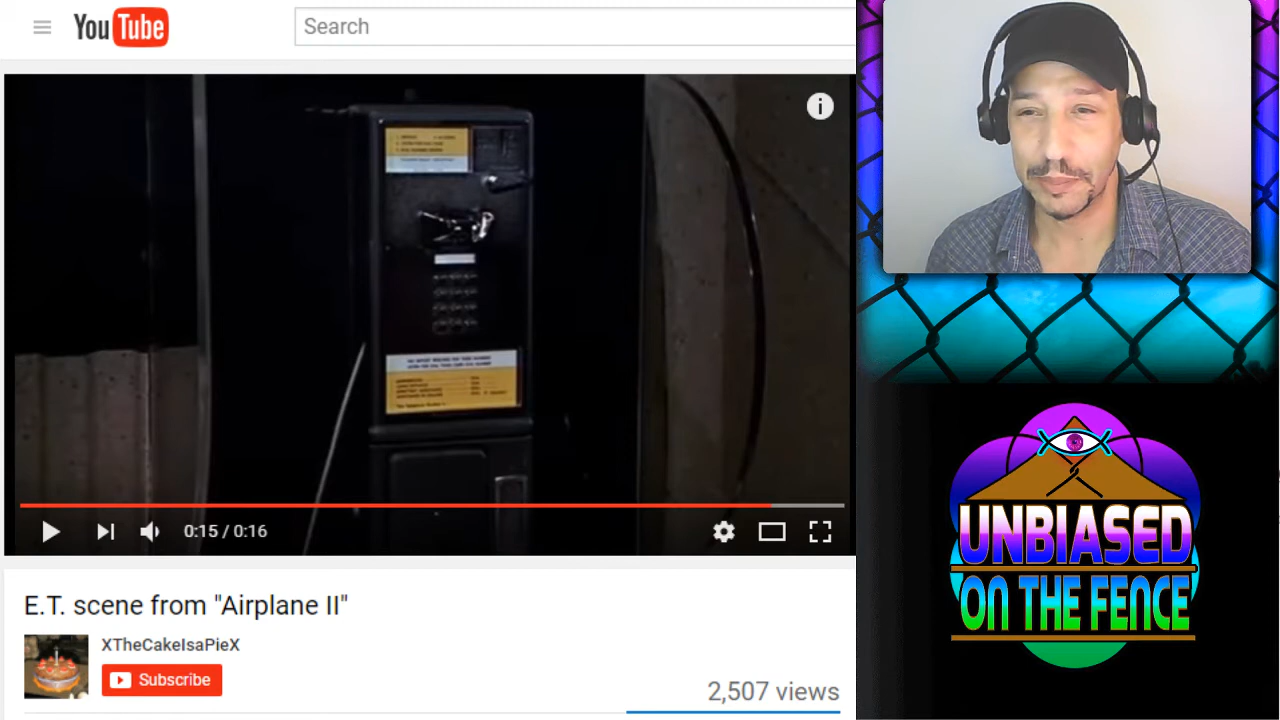 YouTube
Search
0:15 / 0:16
E.T. scene from "Airplane II"
XTheCakeIsaPieX
Subscribe
2,507 views
UNBIASED
ON THE FENCE